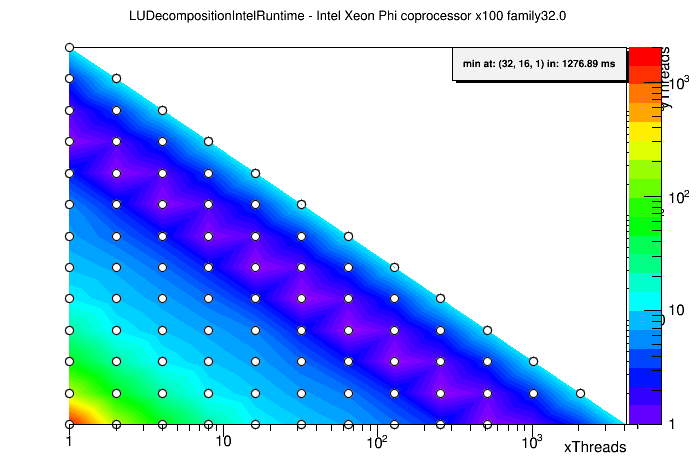 LUDecompositionIntelRuntime - Intel Xeon Phi coprocessor x100 family32.0
min at: (32, 16, 1) in: 1276.89 ms
yThreads
10³
10²
10
1
1 10 10² 10³
xThreads